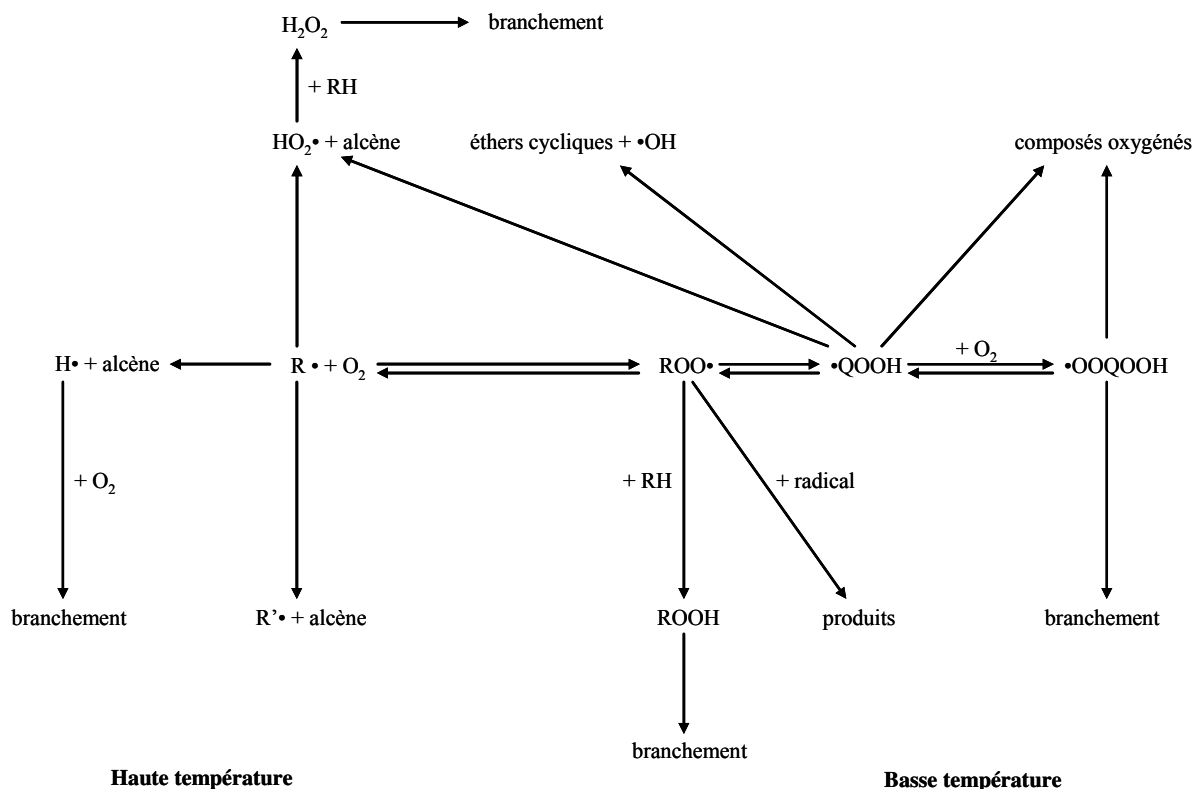 H₂O₂ branchement
+ RH
HO₂• + alcène éthers cycliques + •OH composés oxygénés
H• + alcène R • + O₂ ROO• •QOOH + O₂ •OOQOOH
+ O₂ + RH + radical
branchement R’• + alcène ROOH produits branchement
branchement
Haute température Basse température